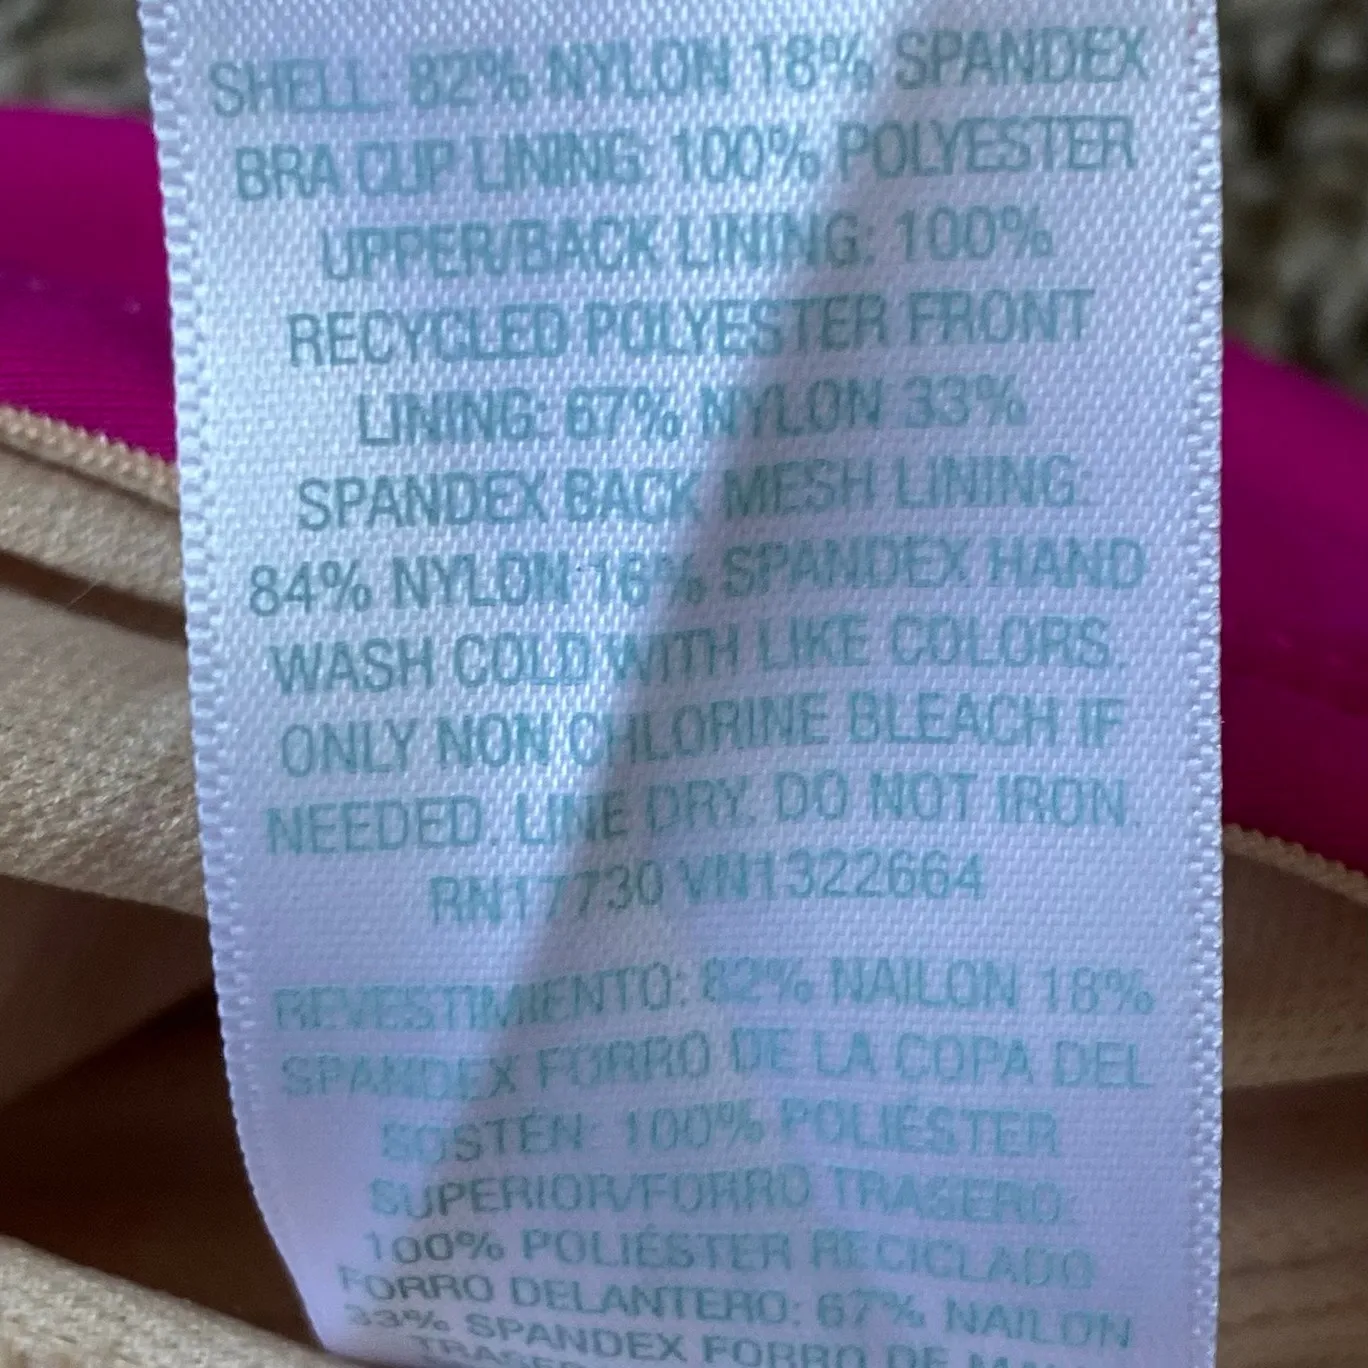 SHELL: 82% NYLON 18% SPANDEX
BRA CUP LINING: 100% POLYESTER
UPPER/BACK LINING: 100%
RECYCLED POLYESTER FRONT
LINING: 67% NYLON 33%
SPANDEX BACK MESH LINING:
84% NYLON 16% SPANDEX HAND
WASH COLD WITH LIKE COLORS.
ONLY NON CHLORINE BLEACH IF
NEEDED. LINE DRY. DO NOT IRON.
RN17730 VN1322664
REVESTIMIENTO: 82% NAILON 18%
SPANDEX FORRO DE LA COPA DEL
SOSTÉN: 100% POLIÉSTER
SUPERIOR/FORRO TRASERO:
100% POLIÉSTER RECICLADO
FORRO DELANTERO: 67% NAILON
33% SPANDEX FORRO DE